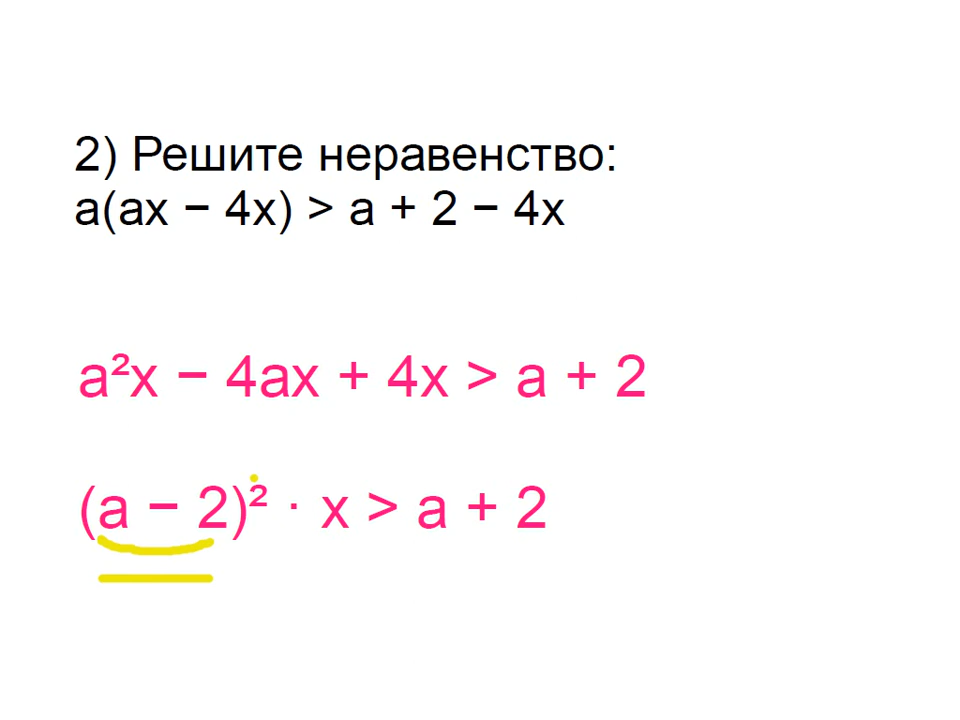 2) Решите неравенство:
a(ax − 4x) > a + 2 − 4x
a²x − 4ax + 4x > a + 2
(a − 2)² · x > a + 2